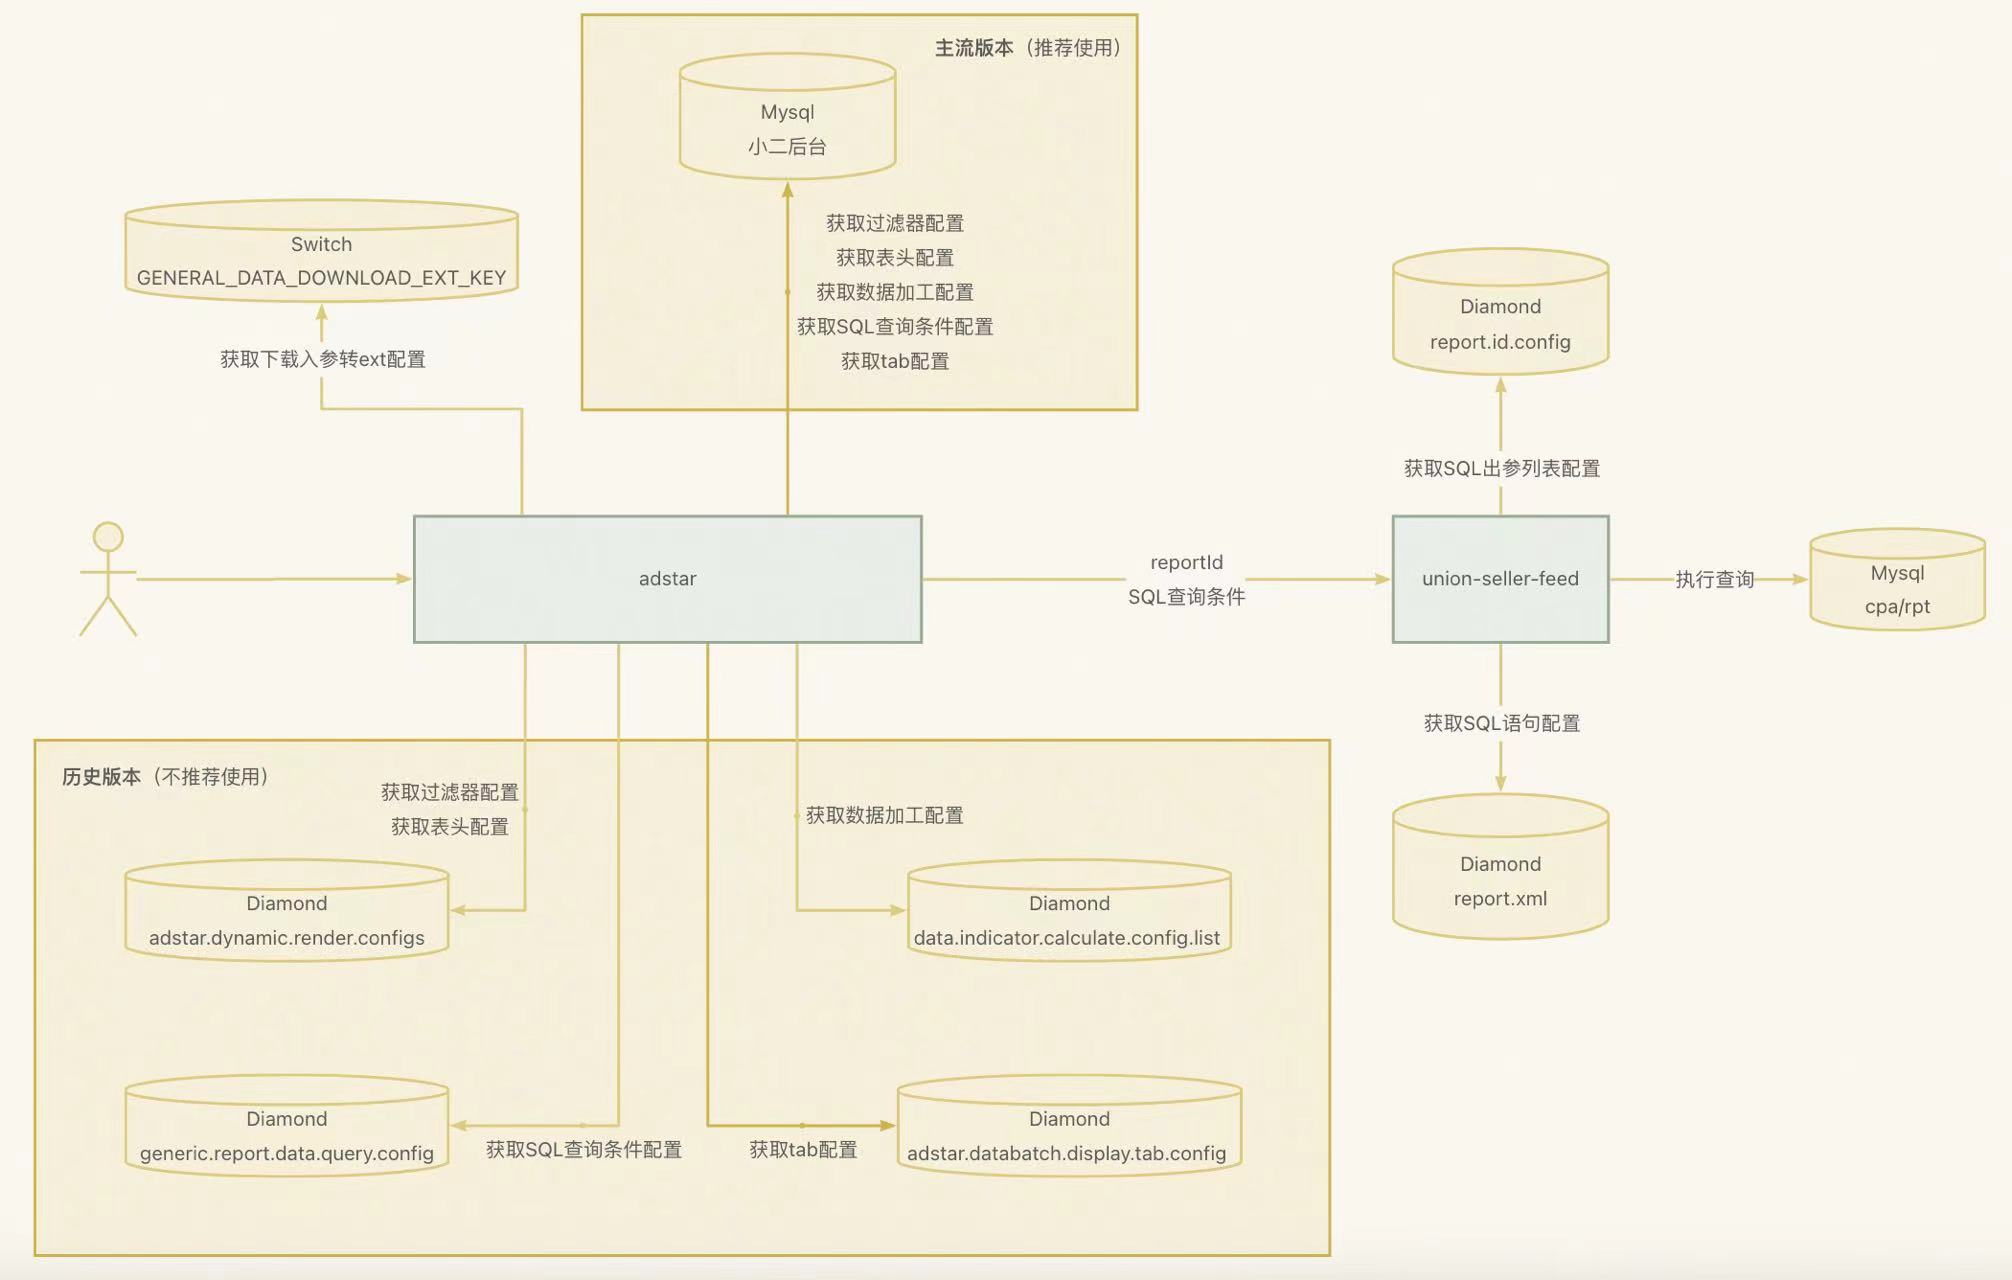 主流版本（推荐使用）
Mysql
小二后台
获取过滤器配置
获取表头配置
获取数据加工配置
获取SQL查询条件配置
获取tab配置
Switch
GENERAL_DATA_DOWNLOAD_EXT_KEY
获取下载入参转ext配置
Diamond
report.id.config
获取SQL出参列表配置
adstar
reportId
SQL查询条件
union-seller-feed
执行查询
Mysql
cpa/rpt
获取SQL语句配置
Diamond
report.xml
历史版本（不推荐使用）
获取过滤器配置
获取表头配置
获取数据加工配置
Diamond
adstar.dynamic.render.configs
Diamond
data.indicator.calculate.config.list
Diamond
generic.report.data.query.config
获取SQL查询条件配置
获取tab配置
Diamond
adstar.databatch.display.tab.config